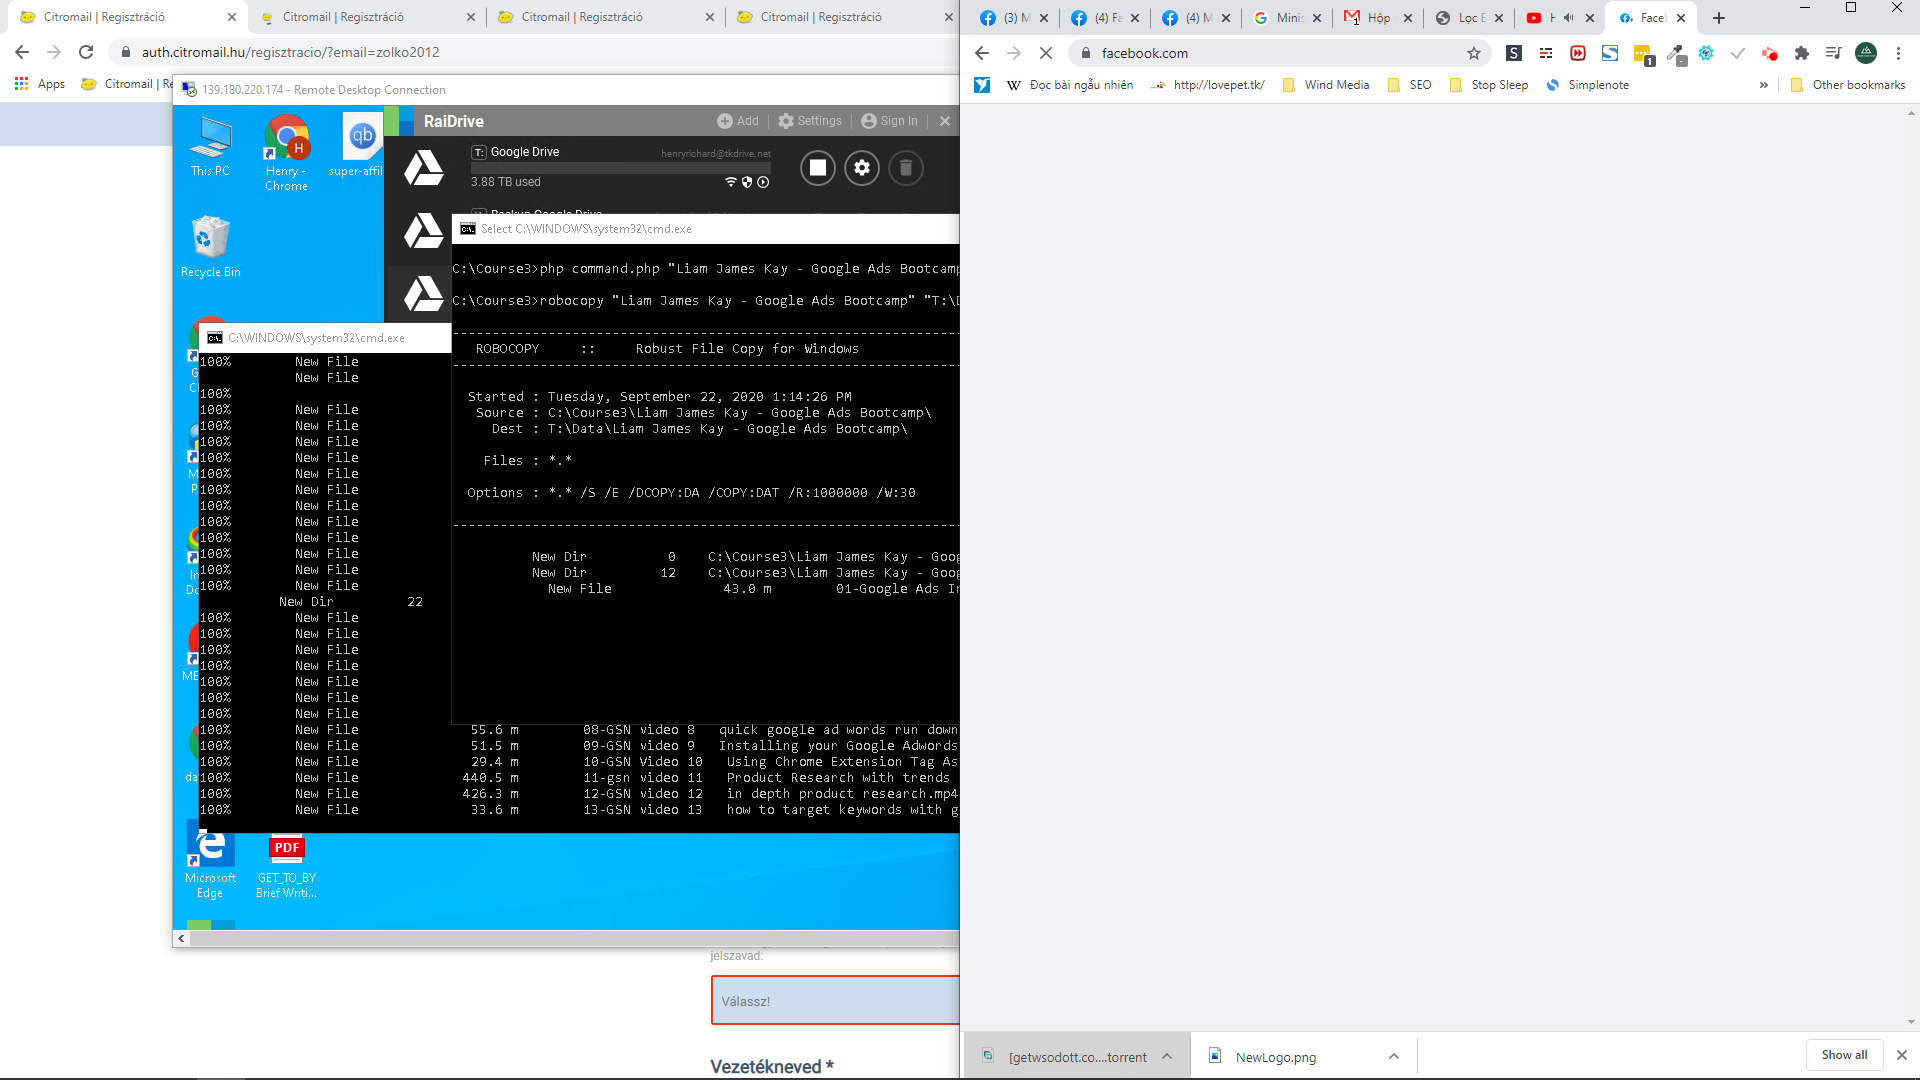 Citromail | Regisztráció
Citromail | Regisztráció
Citromail | Regisztráció
Citromail | Regisztráció
auth.citromail.hu/regisztracio/?email=zolko2012
Apps
Citromail | Re
139.180.220.174 - Remote Desktop Connection
This PC
Henry - Chrome
super-affil
Recycle Bin
RaiDrive
Add
Settings
Sign In
T: Google Drive
henryrichard@tkdrive.net
3.88 TB used
Backup Google Drive
Select C:\WINDOWS\system32\cmd.exe
C:\Course3>php command.php "Liam James Kay - Google Ads Bootcamp
C:\Course3>robocopy "Liam James Kay - Google Ads Bootcamp" "T:\D
ROBOCOPY     ::     Robust File Copy for Windows
Started : Tuesday, September 22, 2020 1:14:26 PM
Source : C:\Course3\Liam James Kay - Google Ads Bootcamp\
Dest : T:\Data\Liam James Kay - Google Ads Bootcamp\
Files : *.*
Options : *.* /S /E /DCOPY:DA /COPY:DAT /R:1000000 /W:30
New Dir          0    C:\Course3\Liam James Kay - Goog
New Dir         12    C:\Course3\Liam James Kay - Goog
New File              43.0 m        01-Google Ads In
C:\WINDOWS\system32\cmd.exe
100%        New File
New File
100%
100%        New File
100%        New File
100%        New File
100%        New File
100%        New File
100%        New File
100%        New File
100%        New File
100%        New File
100%        New File
100%        New File
100%        New File
New Dir         22
100%        New File
100%        New File
100%        New File
100%        New File
100%        New File
100%        New File
100%        New File
100%        New File              55.6 m        08-GSN video 8   quick google ad words run down
100%        New File              51.5 m        09-GSN video 9   Installing your Google Adwords
100%        New File              29.4 m        10-GSN Video 10   Using Chrome Extension Tag As
100%        New File             440.5 m        11-gsn video 11   Product Research with trends
100%        New File             426.3 m        12-GSN video 12   in depth product research.mp4
100%        New File              33.6 m        13-GSN video 13   how to target keywords with g
Microsoft Edge
PDF
GET_TO_BY Brief Writi...
jelszavad:
Válassz!
Vezetékneved *
(3) M
(4) Fa
(4) M
Minis
Hộp
Lọc E
Faceb
facebook.com
Đọc bài ngẫu nhiên
http://lovepet.tk/
Wind Media
SEO
Stop Sleep
Simplenote
»
Other bookmarks
[getwsodott.co....torrent
NewLogo.png
Show all